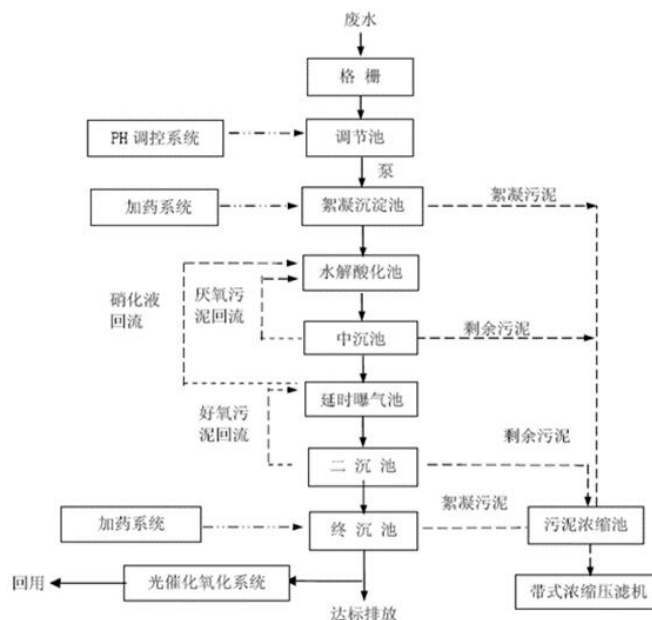 废水
格 栅
PH 调控系统
调节池
泵
加药系统
絮凝沉淀池
絮凝污泥
水解酸化池
硝化液
回流
厌氧污
泥回流
中沉池
剩余污泥
延时曝气池
好氧污
泥回流
剩余污泥
二 沉 池
絮凝污泥
加药系统
终 沉 池
污泥浓缩池
回用
光催化氧化系统
达标排放
带式浓缩压滤机